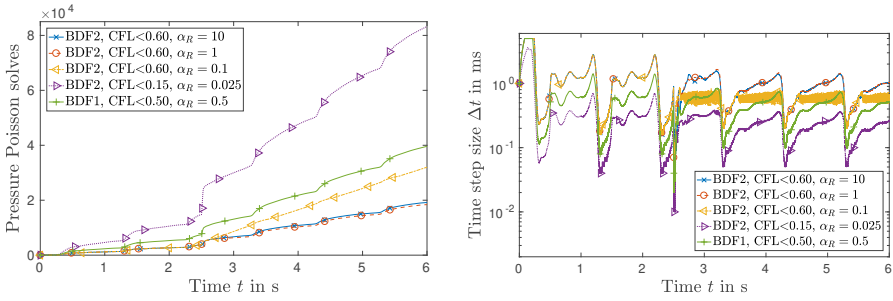 ×10⁴
8
6
4
2
0
0
1
2
3
4
5
6
Pressure Poisson solves
Time t in s
BDF2, CFL<0.60, α_R = 10
BDF2, CFL<0.60, α_R = 1
BDF2, CFL<0.60, α_R = 0.1
BDF2, CFL<0.15, α_R = 0.025
BDF1, CFL<0.50, α_R = 0.5
10⁰
10⁻¹
10⁻²
0
1
2
3
4
5
6
Time step size Δt in ms
Time t in s
BDF2, CFL<0.60, α_R = 10
BDF2, CFL<0.60, α_R = 1
BDF2, CFL<0.60, α_R = 0.1
BDF2, CFL<0.15, α_R = 0.025
BDF1, CFL<0.50, α_R = 0.5